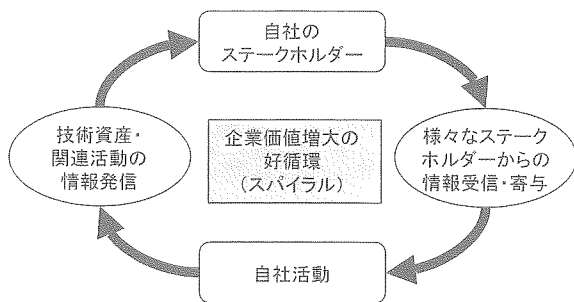 自社の
ステークホルダー
技術資産・
関連活動の
情報発信
企業価値増大の
好循環
(スパイラル)
様々なステーク
ホルダーからの
情報受信・寄与
自社活動